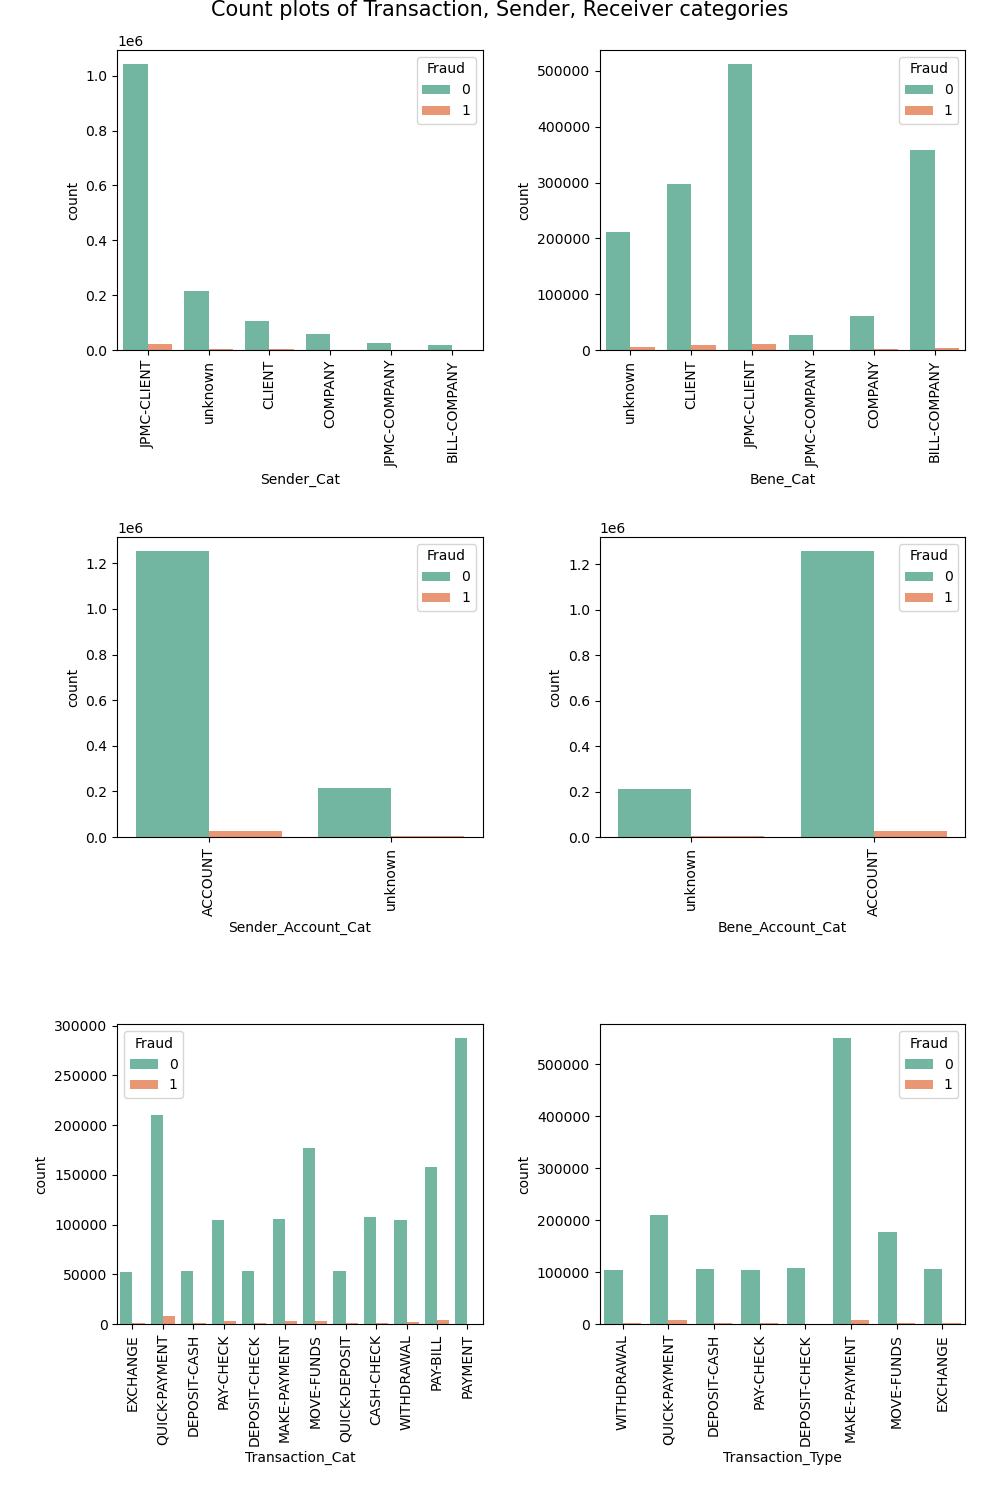 Count plots of Transaction, Sender, Receiver categories
1e6
1.0
0.8
0.6
0.4
0.2
0.0
count
Fraud
0
1
JPMC-CLIENT
unknown
CLIENT
COMPANY
JPMC-COMPANY
BILL-COMPANY
Sender_Cat
500000
400000
300000
200000
100000
0
count
Fraud
0
1
unknown
CLIENT
JPMC-CLIENT
JPMC-COMPANY
COMPANY
BILL-COMPANY
Bene_Cat
1e6
1.2
1.0
0.8
0.6
0.4
0.2
0.0
count
Fraud
0
1
ACCOUNT
unknown
Sender_Account_Cat
1e6
1.2
1.0
0.8
0.6
0.4
0.2
0.0
count
Fraud
0
1
unknown
ACCOUNT
Bene_Account_Cat
300000
250000
200000
150000
100000
50000
0
count
Fraud
0
1
EXCHANGE
QUICK-PAYMENT
DEPOSIT-CASH
PAY-CHECK
DEPOSIT-CHECK
MAKE-PAYMENT
MOVE-FUNDS
QUICK-DEPOSIT
CASH-CHECK
WITHDRAWAL
PAY-BILL
PAYMENT
Transaction_Cat
500000
400000
300000
200000
100000
0
count
Fraud
0
1
WITHDRAWAL
QUICK-PAYMENT
DEPOSIT-CASH
PAY-CHECK
DEPOSIT-CHECK
MAKE-PAYMENT
MOVE-FUNDS
EXCHANGE
Transaction_Type